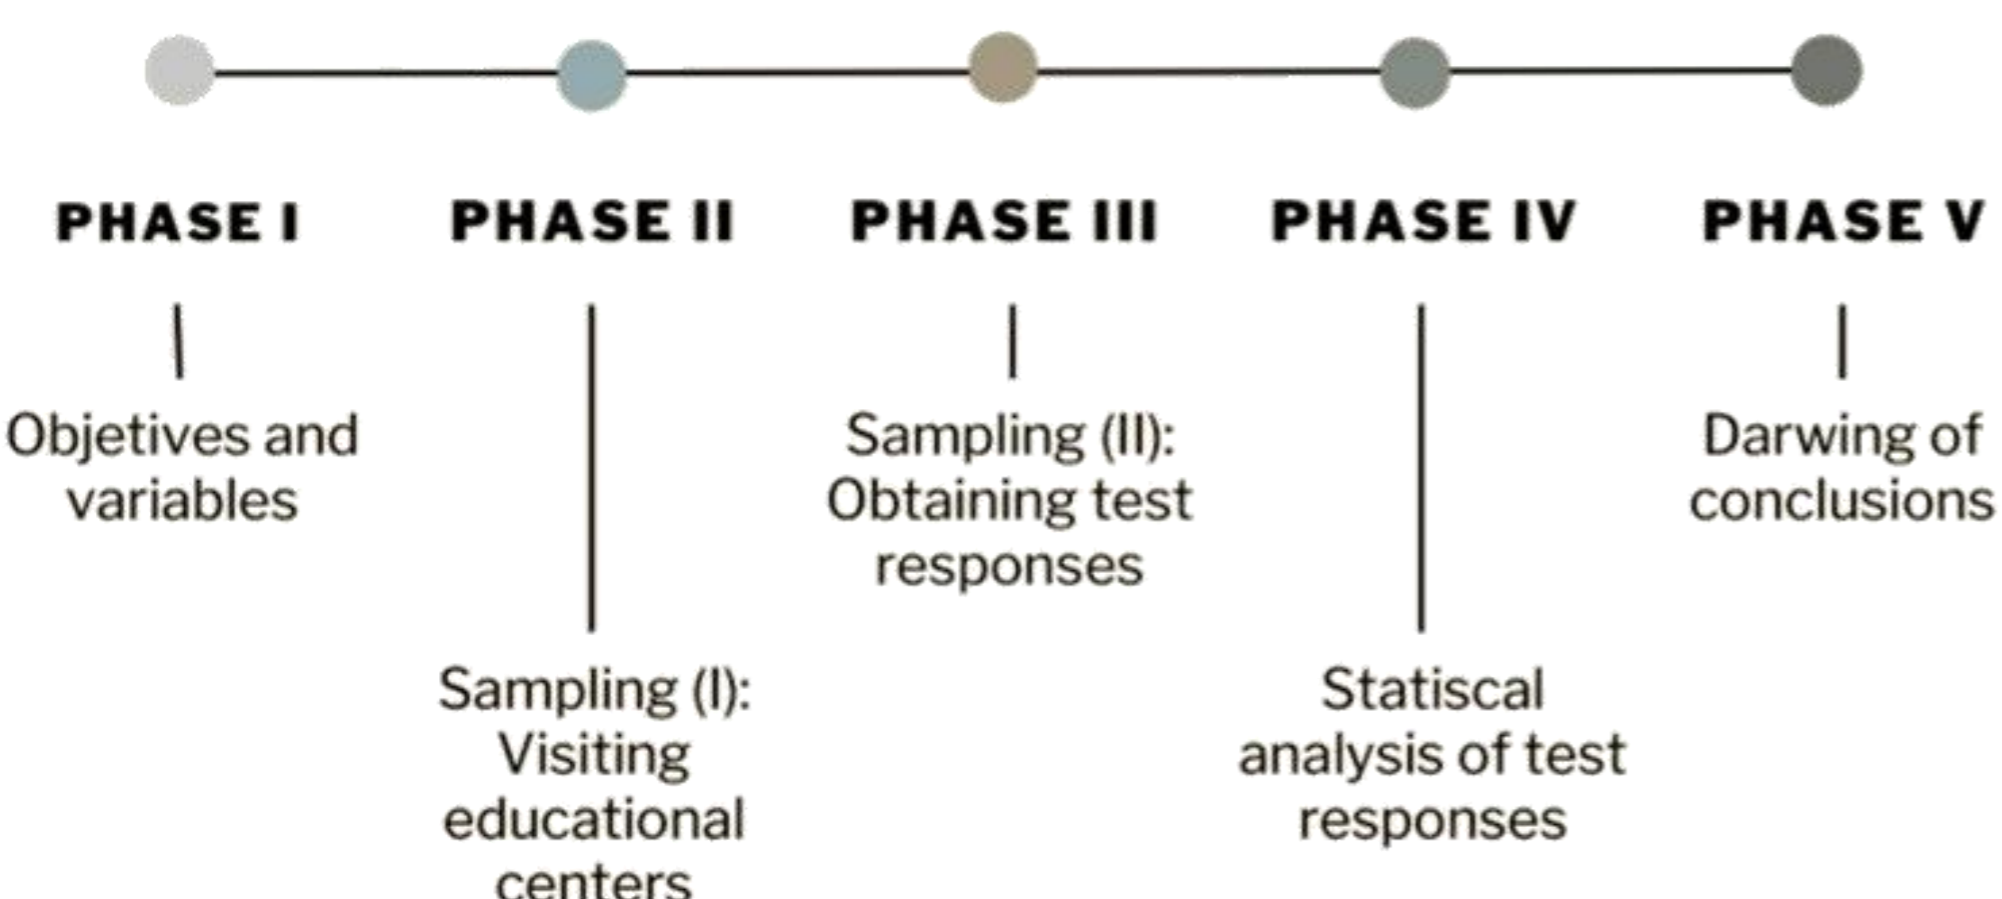 PHASE I
PHASE II
PHASE III
PHASE IV
PHASE V
Objetives and
variables
Sampling (I):
Visiting
educational
centers
Sampling (II):
Obtaining test
responses
Statiscal
analysis of test
responses
Darwing of
conclusions